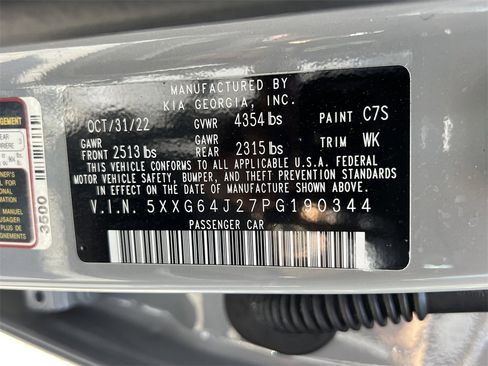 MANUFACTURED BY
KIA GEORGIA, INC.
OCT/31/22 GVWR 4354 lbs PAINT C7S
GAWR FRONT 2513 lbs GAWR REAR 2315 lbs TRIM WK
THIS VEHICLE CONFORMS TO ALL APPLICABLE U.S.A. FEDERAL
MOTOR VEHICLE SAFETY, BUMPER, AND THEFT PREVENTION STANDARDS
IN EFFECT ON THE DATE OF MANUFACTURE SHOWN ABOVE.
V.I.N. 5XXG64J27PG190344
PASSENGER CAR
3500
MANUEL